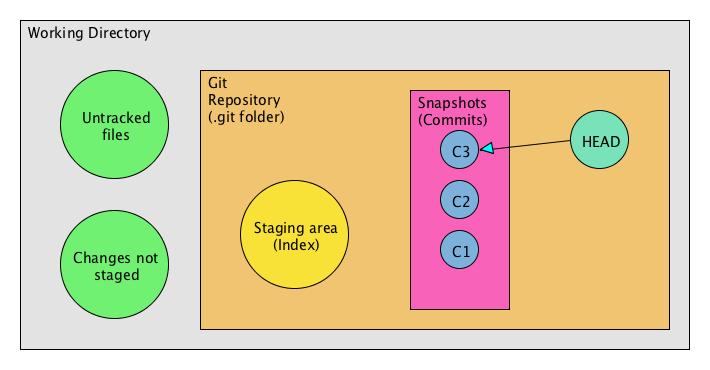 Working Directory
Untracked
files
Changes not
staged
Git
Repository
(.git folder)
Staging area
(Index)
Snapshots
(Commits)
C3
C2
C1
HEAD